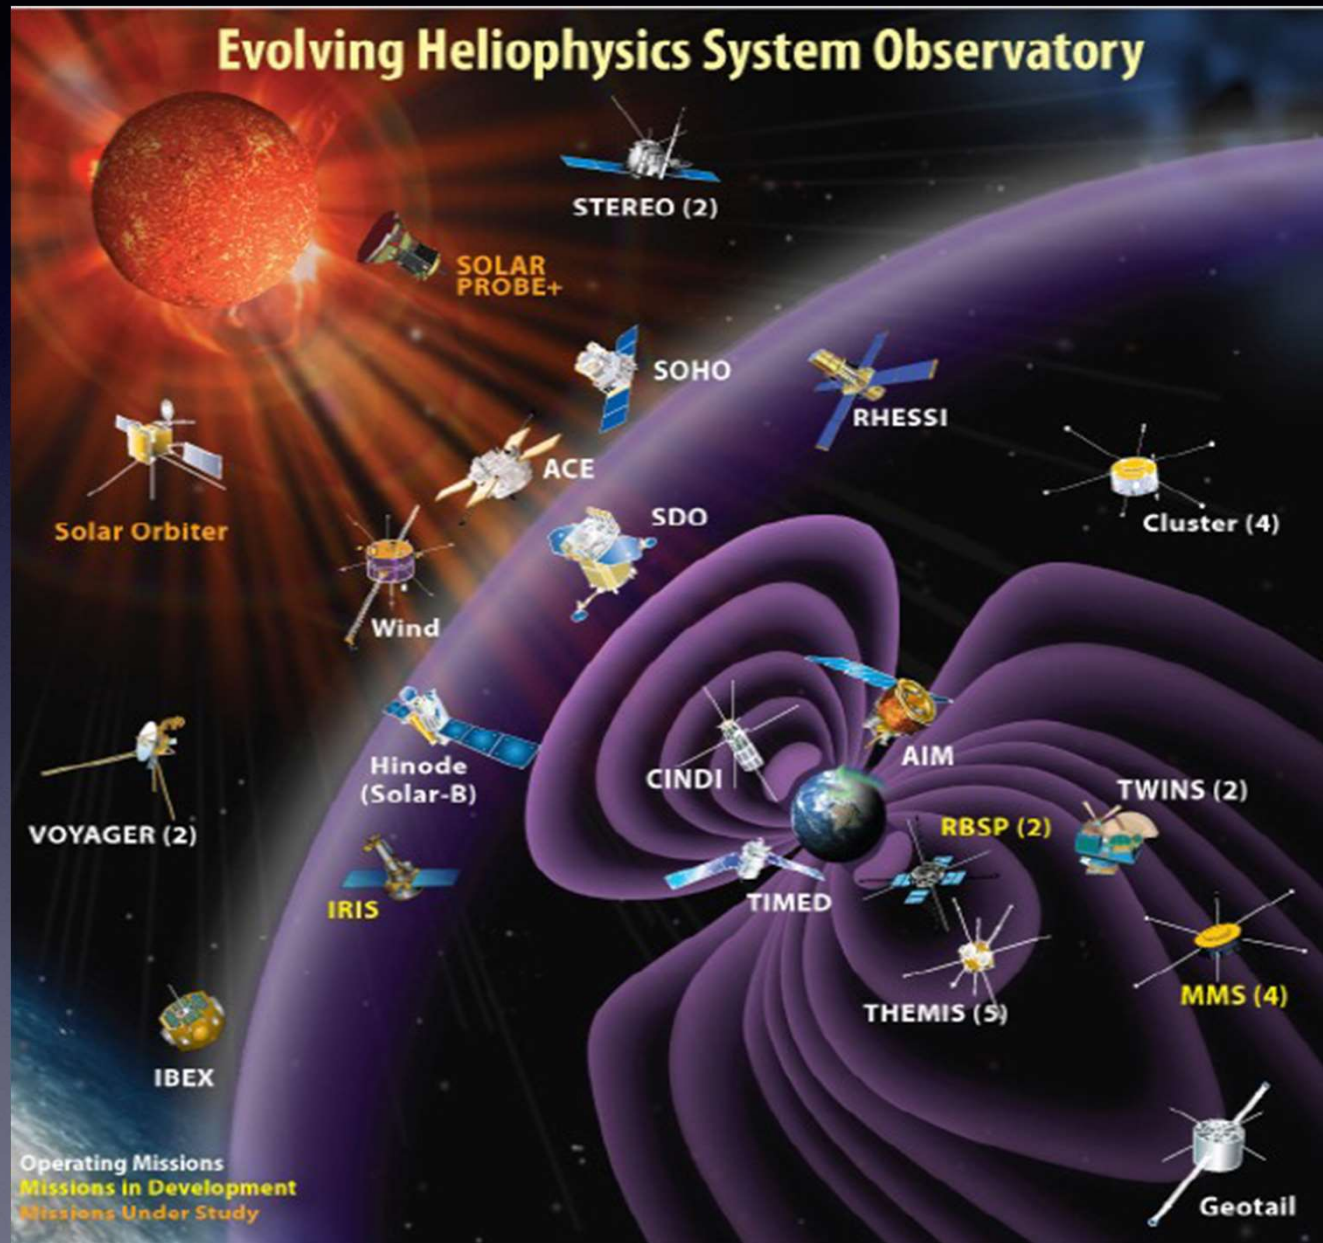 Evolving Heliophysics System Observatory
STEREO (2)
SOLAR
PROBE+
SOHO
RHESSI
ACE
Cluster (4)
Solar Orbiter
SDO
Wind
Hinode
(Solar-B)
CINDI
AIM
TWINS (2)
VOYAGER (2)
RBSP (2)
IRIS
TIMED
THEMIS (5)
MMS (4)
IBEX
Geotail
Operating Missions
Missions in Development
Missions Under Study